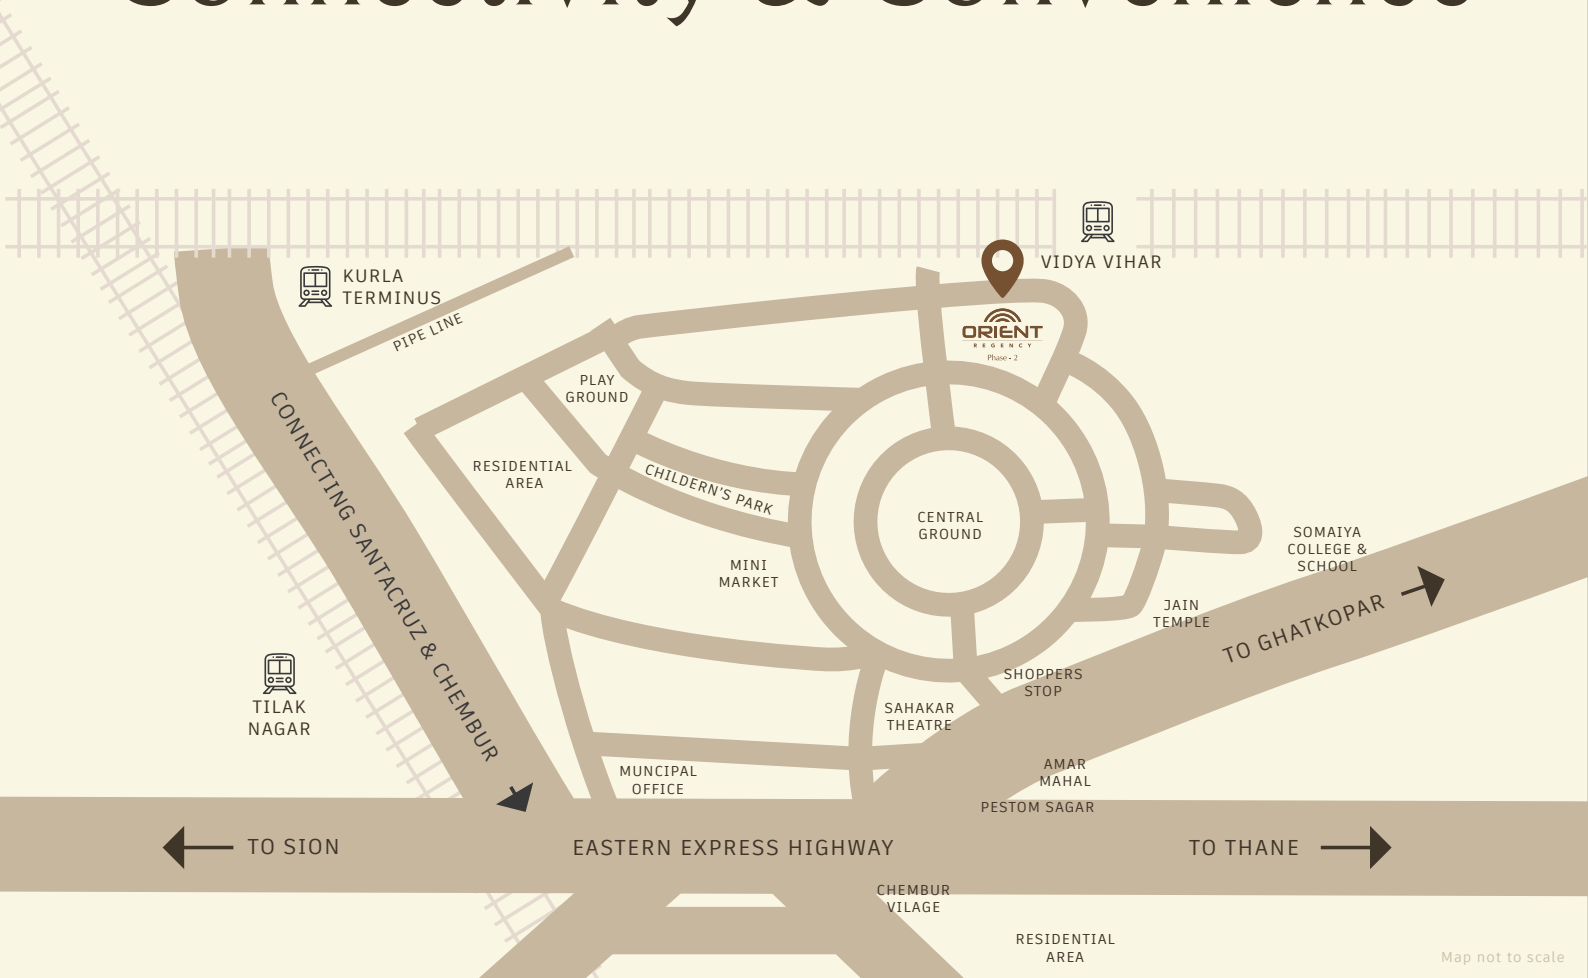 Connectivity & Convenience
VIDYA VIHAR
KURLA
TERMINUS
PIPE LINE
ORIENT
REGENCY
Phase - 2
PLAY
GROUND
RESIDENTIAL
AREA
CHILDERN'S PARK
CENTRAL
GROUND
MINI
MARKET
CONNECTING SANTACRUZ & CHEMBUR
SOMAIYA
COLLEGE &
SCHOOL
JAIN
TEMPLE
TO GHATKOPAR
SHOPPERS
STOP
SAHAKAR
THEATRE
TILAK
NAGAR
MUNCIPAL
OFFICE
AMAR
MAHAL
PESTOM SAGAR
TO SION
EASTERN EXPRESS HIGHWAY
TO THANE
CHEMBUR
VILAGE
RESIDENTIAL
AREA
Map not to scale